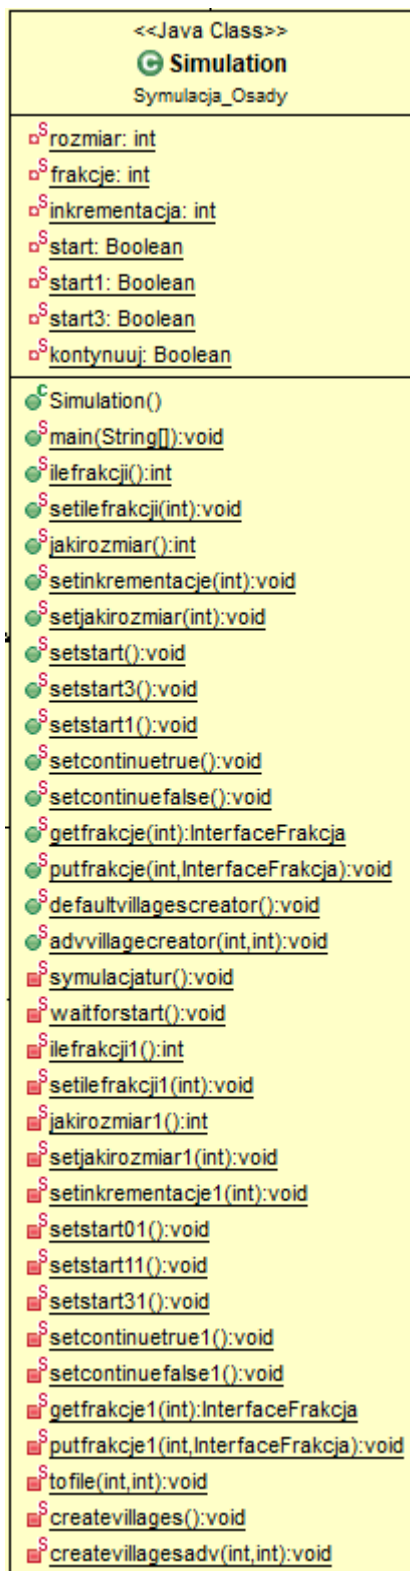 <<Java Class>>
C Simulation
Symulacja_Osady
S rozmiar: int
S frakcje: int
S inkrementacja: int
S start: Boolean
S start1: Boolean
S start3: Boolean
S kontynuuj: Boolean
C Simulation()
S main(String[]):void
S ilefrakcji():int
S setilefrakcji(int):void
S jakirozmiar():int
S setinkrementacje(int):void
S setjakirozmiar(int):void
S setstart():void
S setstart3():void
S setstart1():void
S setcontinuetrue():void
S setcontinuefalse():void
S getfrakcje(int):InterfaceFrakcja
S putfrakcje(int,InterfaceFrakcja):void
S defaultvillagescreator():void
S advvillagecreator(int,int):void
S symulacjatur():void
S waitforstart():void
S ilefrakcji1():int
S setilefrakcji1(int):void
S jakirozmiar1():int
S setjakirozmiar1(int):void
S setinkrementacje1(int):void
S setstart01():void
S setstart11():void
S setstart31():void
S setcontinuetrue1():void
S setcontinuefalse1():void
S getfrakcje1(int):InterfaceFrakcja
S putfrakcje1(int,InterfaceFrakcja):void
S tofile(int,int):void
S createvillages():void
S createvillagesadv(int,int):void